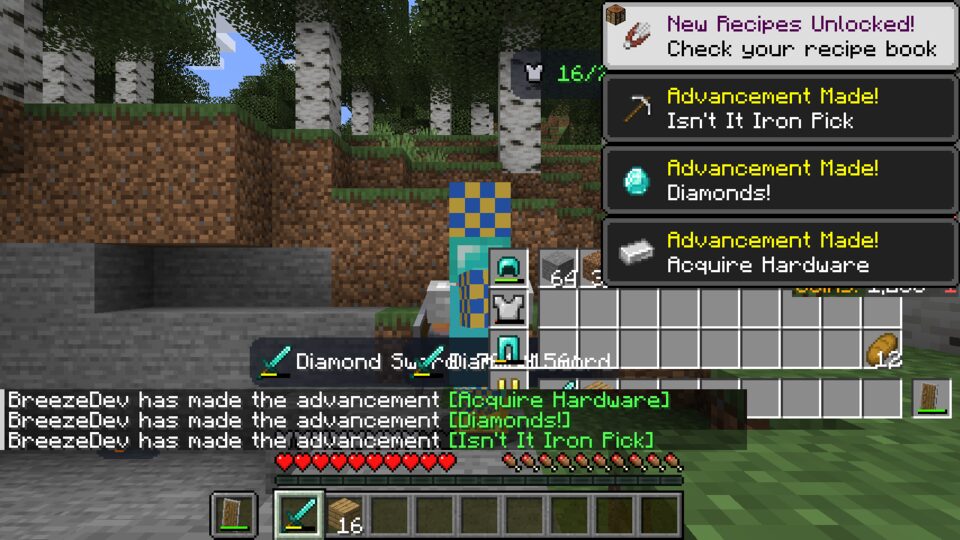 New Recipes Unlocked!
Check your recipe book
16/
Advancement Made!
Isn't It Iron Pick
Advancement Made!
Diamonds!
Advancement Made!
Acquire Hardware
64
12
Diamond
BreezeDev has made the advancement [Acquire Hardware]
BreezeDev has made the advancement [Diamonds!]
BreezeDev has made the advancement [Isn't It Iron Pick]
16